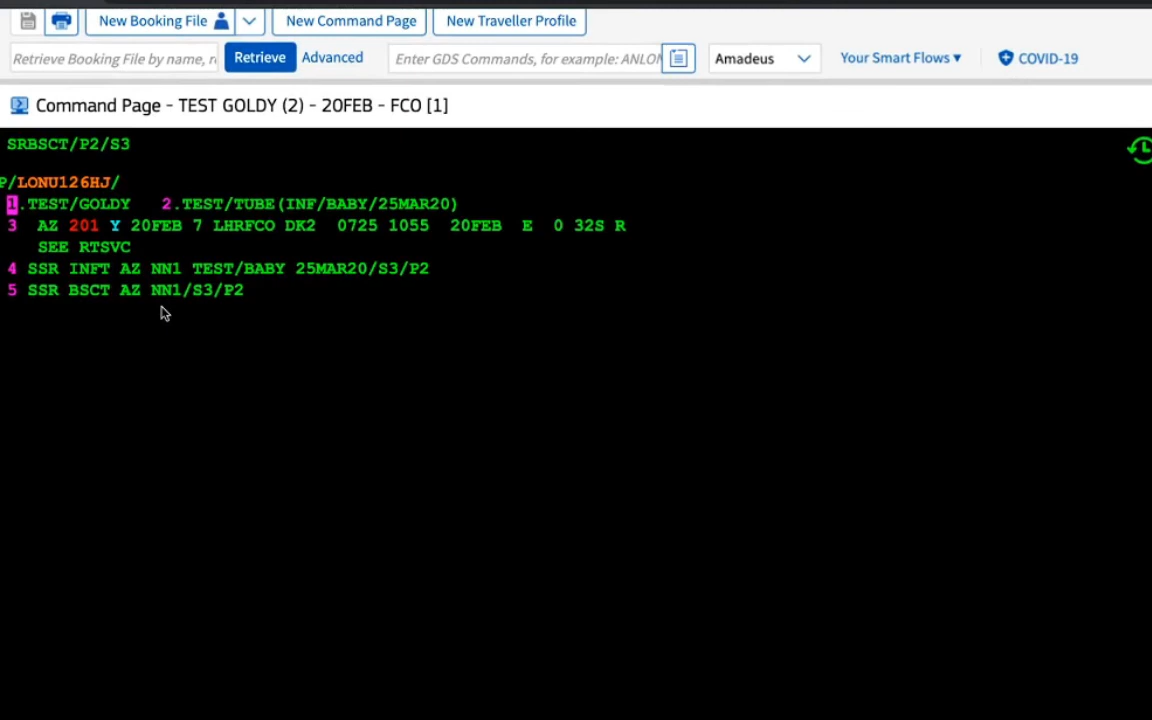 New Booking File New Command Page New Traveller Profile
Retrieve Booking File by name, r Retrieve Advanced Enter GDS Commands, for example: ANLON Amadeus Your Smart Flows ▾ COVID-19
Command Page - TEST GOLDY (2) - 20FEB - FCO [1]
SRBSCT/P2/S3
P/LONU126HJ/
1.TEST/GOLDY 2.TEST/TUBE(INF/BABY/25MAR20)
3 AZ 201 Y 20FEB 7 LHRFCO DK2 0725 1055 20FEB E 0 32S R
SEE RTSVC
4 SSR INFT AZ NN1 TEST/BABY 25MAR20/S3/P2
5 SSR BSCT AZ NN1/S3/P2